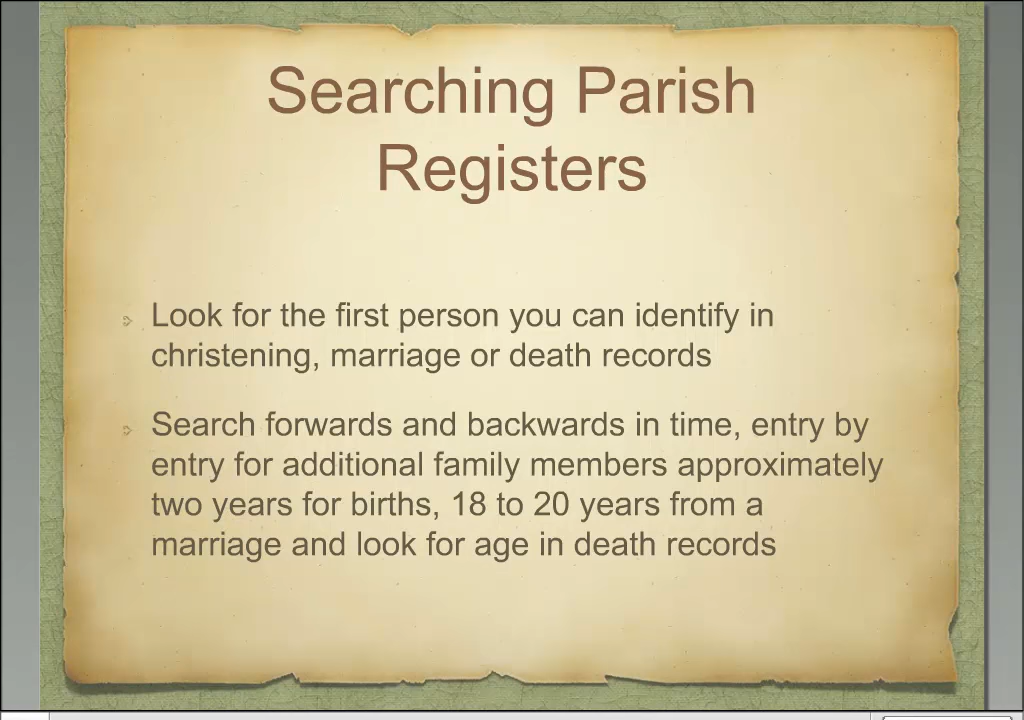 Searching Parish
Registers
Look for the first person you can identify in
christening, marriage or death records
Search forwards and backwards in time, entry by
entry for additional family members approximately
two years for births, 18 to 20 years from a
marriage and look for age in death records